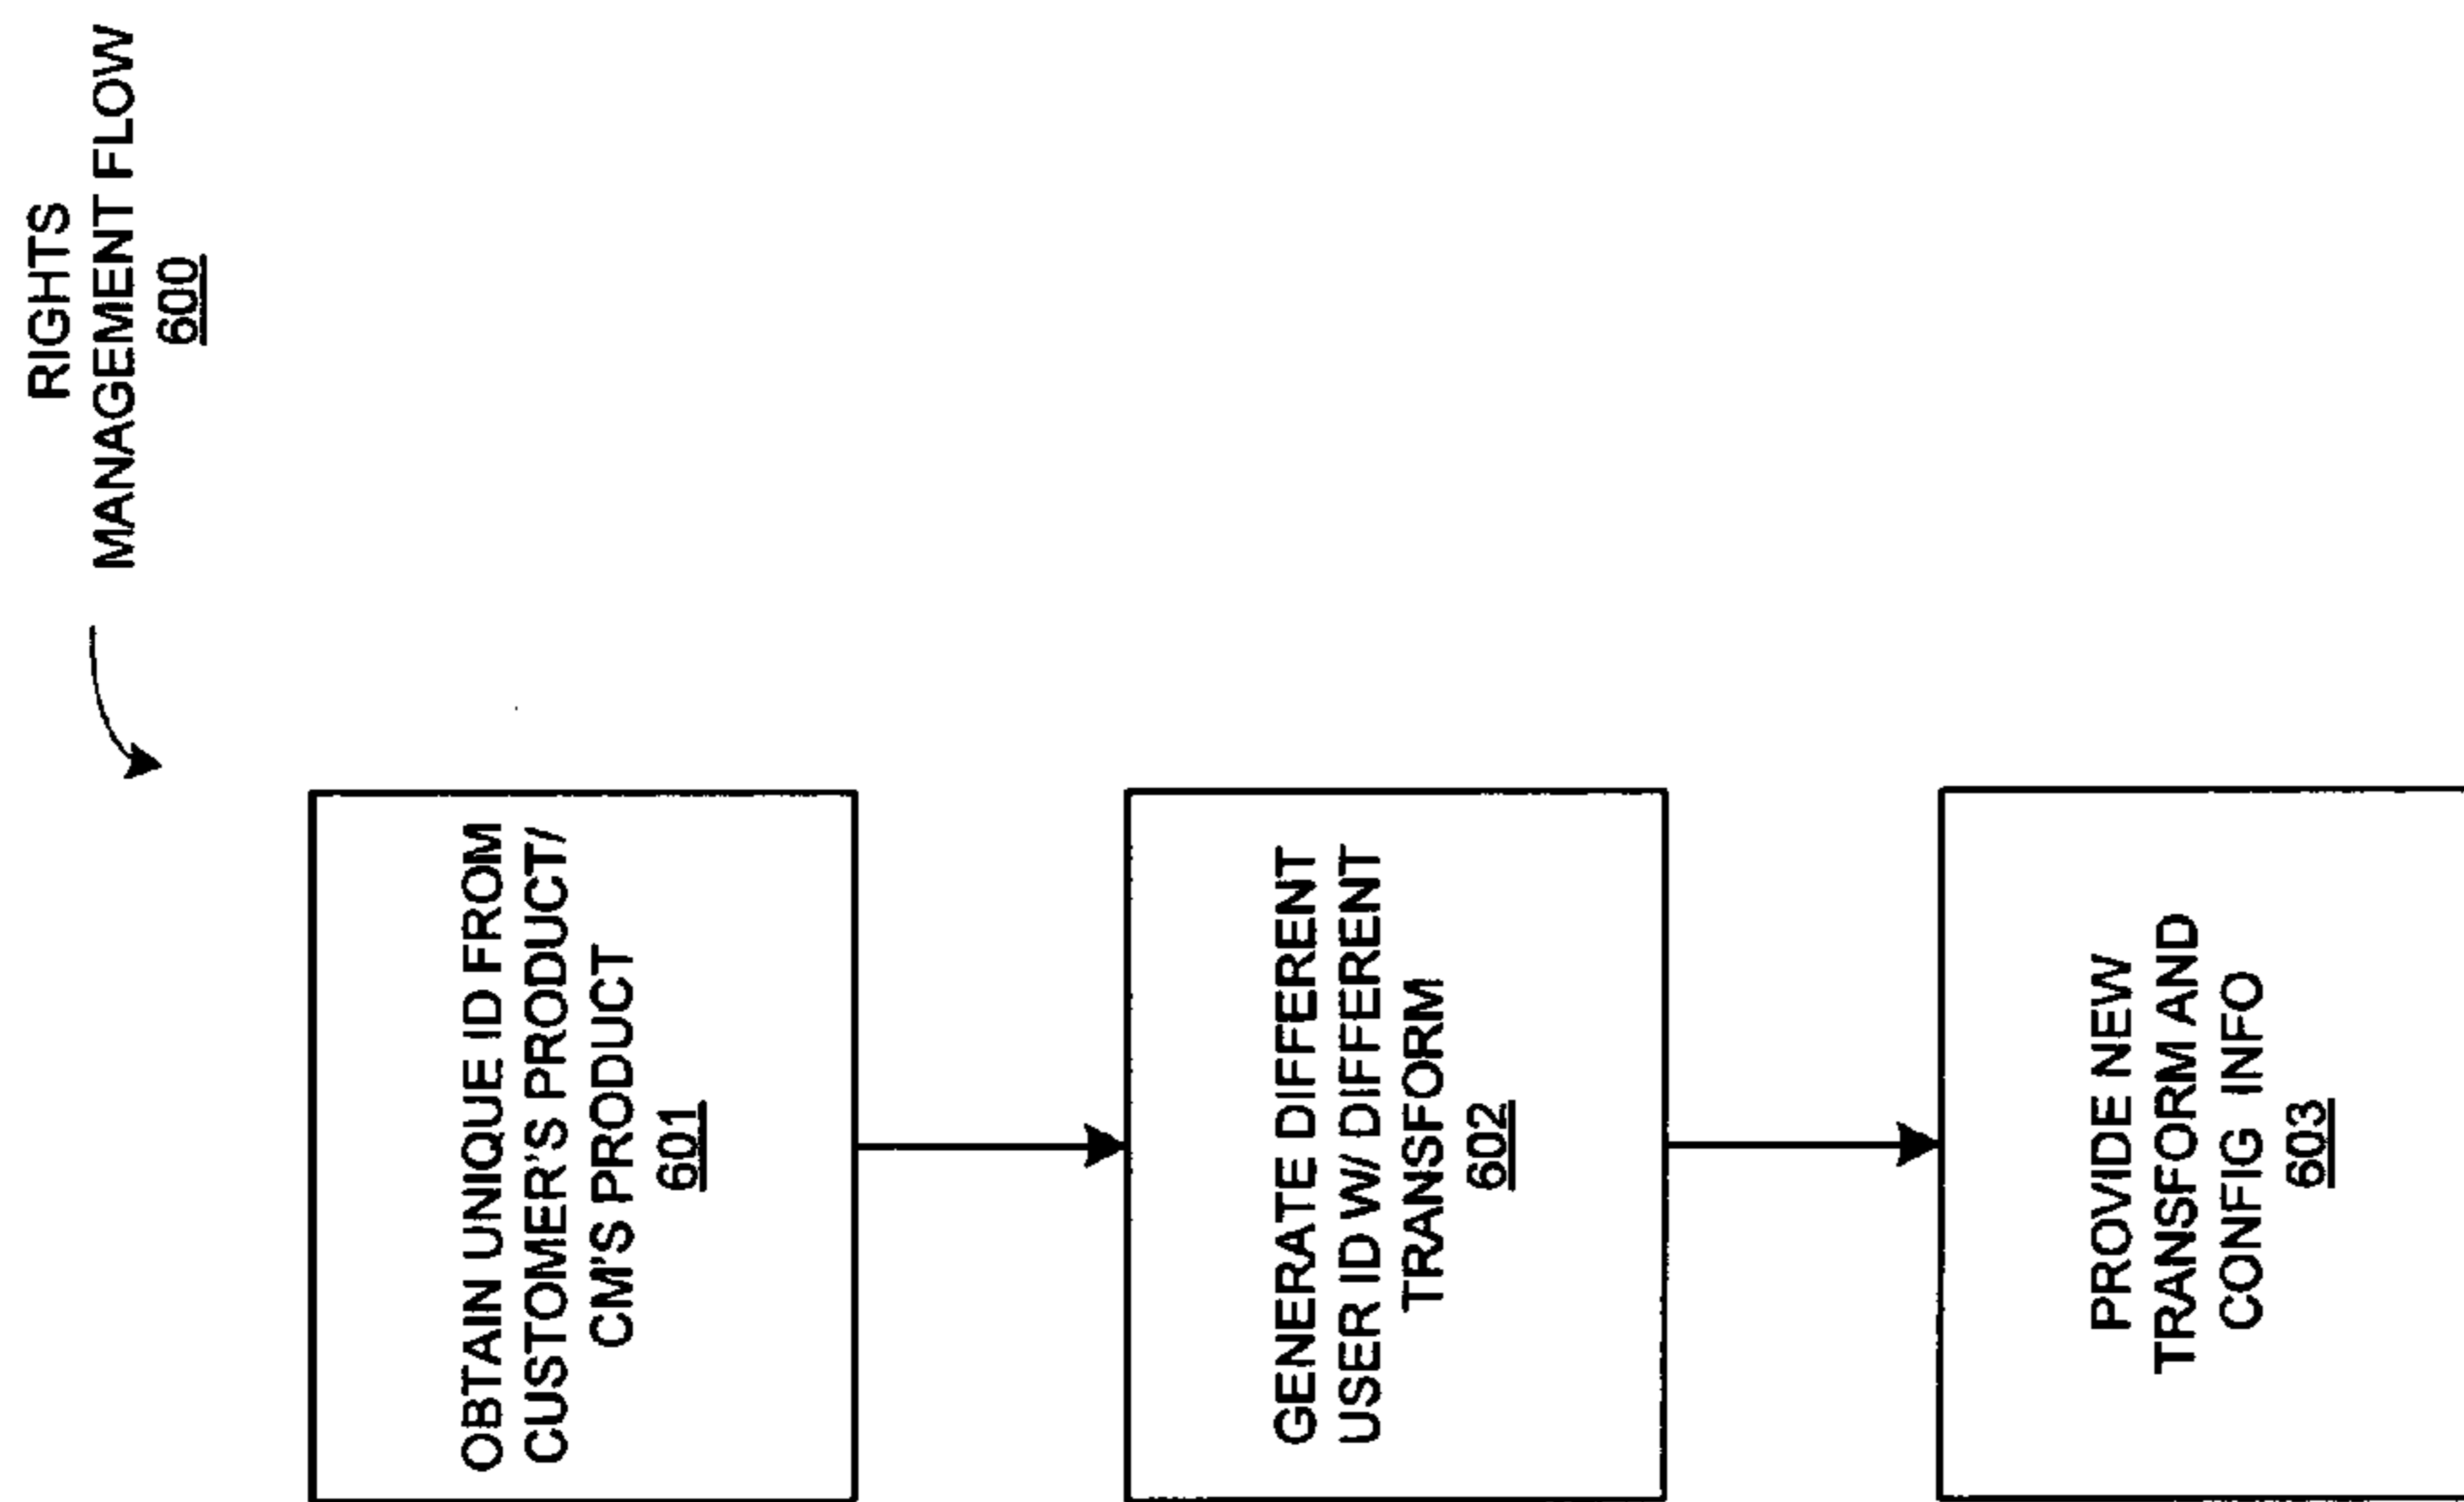 RIGHTS
MANAGEMENT FLOW
600
OBTAIN UNIQUE ID FROM
CUSTOMER'S PRODUCT/
CM'S PRODUCT
601
GENERATE DIFFERENT
USER ID W/ DIFFERENT
TRANSFORM
602
PROVIDE NEW
TRANSFORM AND
CONFIG INFO
603